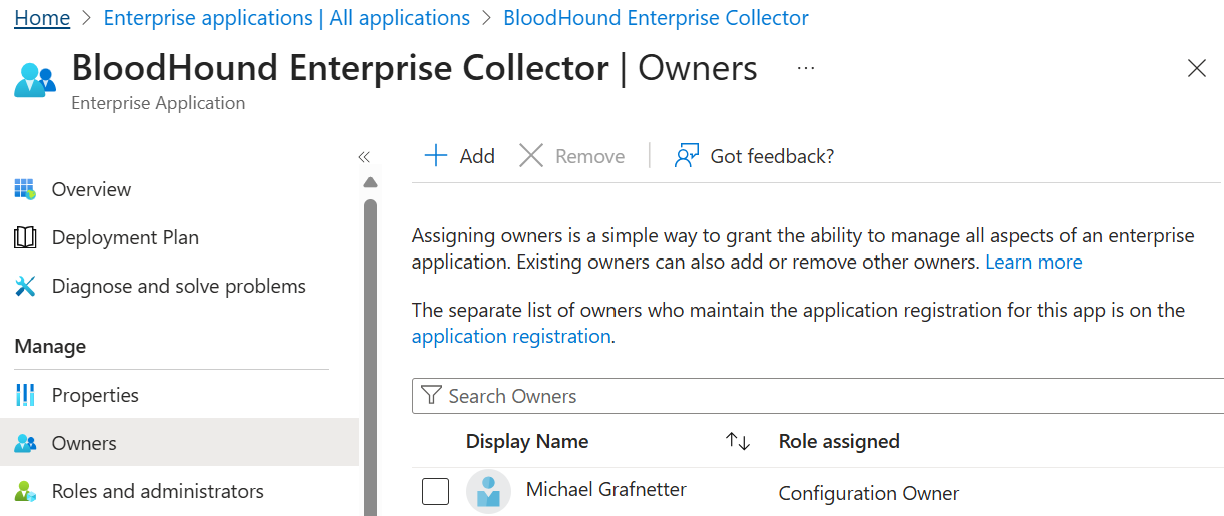 Home > Enterprise applications | All applications > BloodHound Enterprise Collector
BloodHound Enterprise Collector | Owners ...
Enterprise Application
Overview
Deployment Plan
Diagnose and solve problems
Manage
Properties
Owners
Roles and administrators
Add Remove | Got feedback?
Assigning owners is a simple way to grant the ability to manage all aspects of an enterprise
application. Existing owners can also add or remove other owners. Learn more
The separate list of owners who maintain the application registration for this app is on the
application registration.
Search Owners
Display Name Role assigned
Michael Grafnetter Configuration Owner